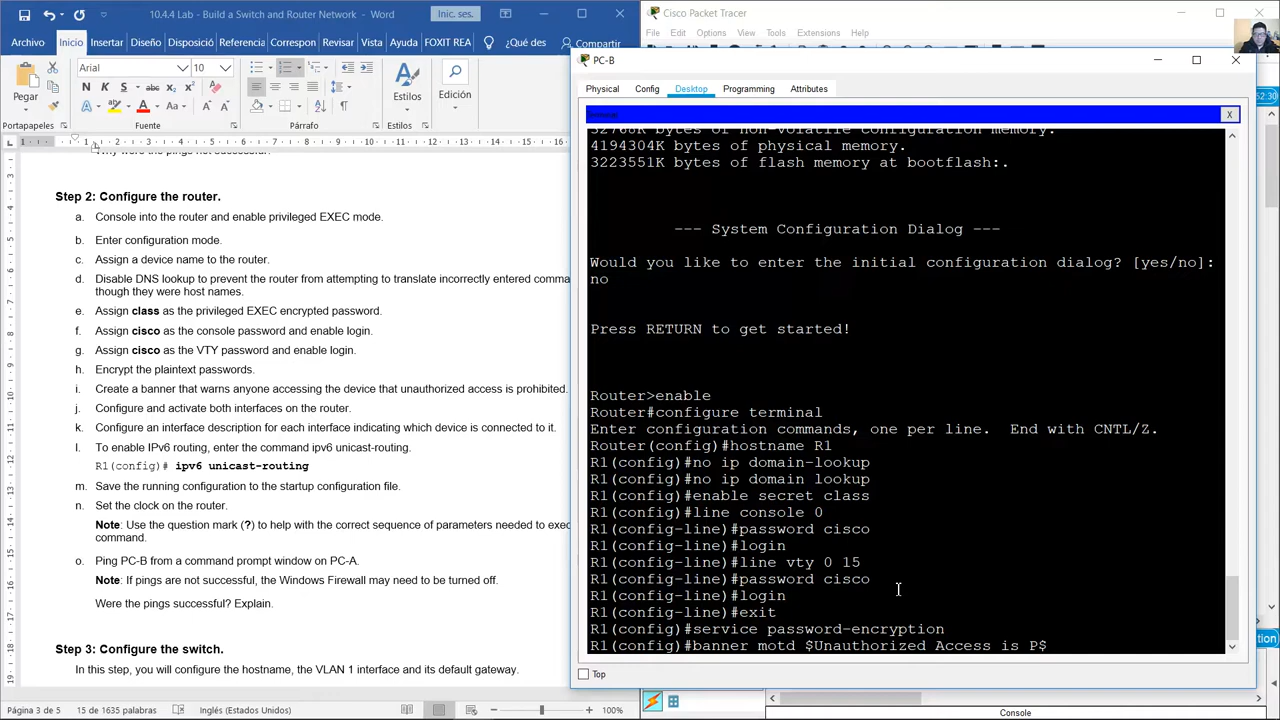 10.4.4 Lab - Build a Switch and Router Network - Word
Inic. ses.
Archivo Inicio Insertar Diseño Disposició Referencia Correspon Revisar Vista Ayuda FOXIT REA ¿Qué des Compartir
Pegar
Arial
10
N K S
Estilos
Edición
Portapapeles
Fuente
Párrafo
Estilos
Step 2: Configure the router.
a. Console into the router and enable privileged EXEC mode.
b. Enter configuration mode.
c. Assign a device name to the router.
d. Disable DNS lookup to prevent the router from attempting to translate incorrectly entered comma
though they were host names.
e. Assign class as the privileged EXEC encrypted password.
f. Assign cisco as the console password and enable login.
g. Assign cisco as the VTY password and enable login.
h. Encrypt the plaintext passwords.
i. Create a banner that warns anyone accessing the device that unauthorized access is prohibited.
j. Configure and activate both interfaces on the router.
k. Configure an interface description for each interface indicating which device is connected to it.
l. To enable IPv6 routing, enter the command ipv6 unicast-routing.
R1(config)# ipv6 unicast-routing
m. Save the running configuration to the startup configuration file.
n. Set the clock on the router.
Note: Use the question mark (?) to help with the correct sequence of parameters needed to exec
command.
o. Ping PC-B from a command prompt window on PC-A.
Note: If pings are not successful, the Windows Firewall may need to be turned off.
Were the pings successful? Explain.
Step 3: Configure the switch.
In this step, you will configure the hostname, the VLAN 1 interface and its default gateway.
Página 3 de 5 15 de 1635 palabras Inglés (Estados Unidos) 100%
Cisco Packet Tracer
File Edit Options View Tools Extensions Help
PC-B
Physical Config Desktop Programming Attributes
X
32768K bytes of non-volatile configuration memory.
4194304K bytes of physical memory.
3223551K bytes of flash memory at bootflash:.
--- System Configuration Dialog ---
Would you like to enter the initial configuration dialog? [yes/no]:
no
Press RETURN to get started!
Router>enable
Router#configure terminal
Enter configuration commands, one per line. End with CNTL/Z.
Router(config)#hostname R1
R1(config)#no ip domain-lookup
R1(config)#no ip domain lookup
R1(config)#enable secret class
R1(config)#line console 0
R1(config-line)#password cisco
R1(config-line)#login
R1(config-line)#line vty 0 15
R1(config-line)#password cisco
R1(config-line)#login
R1(config-line)#exit
R1(config)#service password-encryption
R1(config)#banner motd $Unauthorized Access is P$
Top
Console